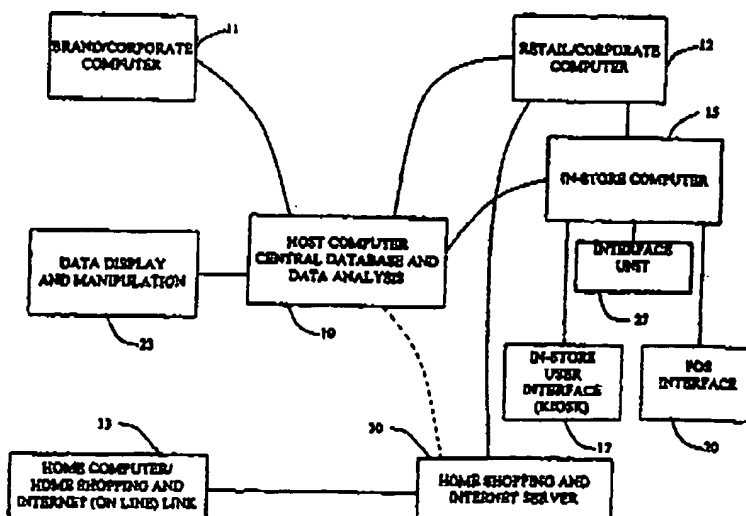 BRAND/CORPORATE
COMPUTER
11
RETAIL/CORPORATE
COMPUTER
12
15
IN-STORE COMPUTER
HOST COMPUTER
CENTRAL DATABASE AND
DATA ANALYSIS
DATA DISPLAY
AND MANIPULATION
INTERFACE
UNIT
23
10
27
IN-STORE
USER
INTERFACE
(KIOSK)
POS
INTERFACE
17
20
13
30
HOME COMPUTER/
HOME SHOPPING AND
INTERNET (ON LINE) LINK
HOME SHOPPING AND
INTERNET SERVER